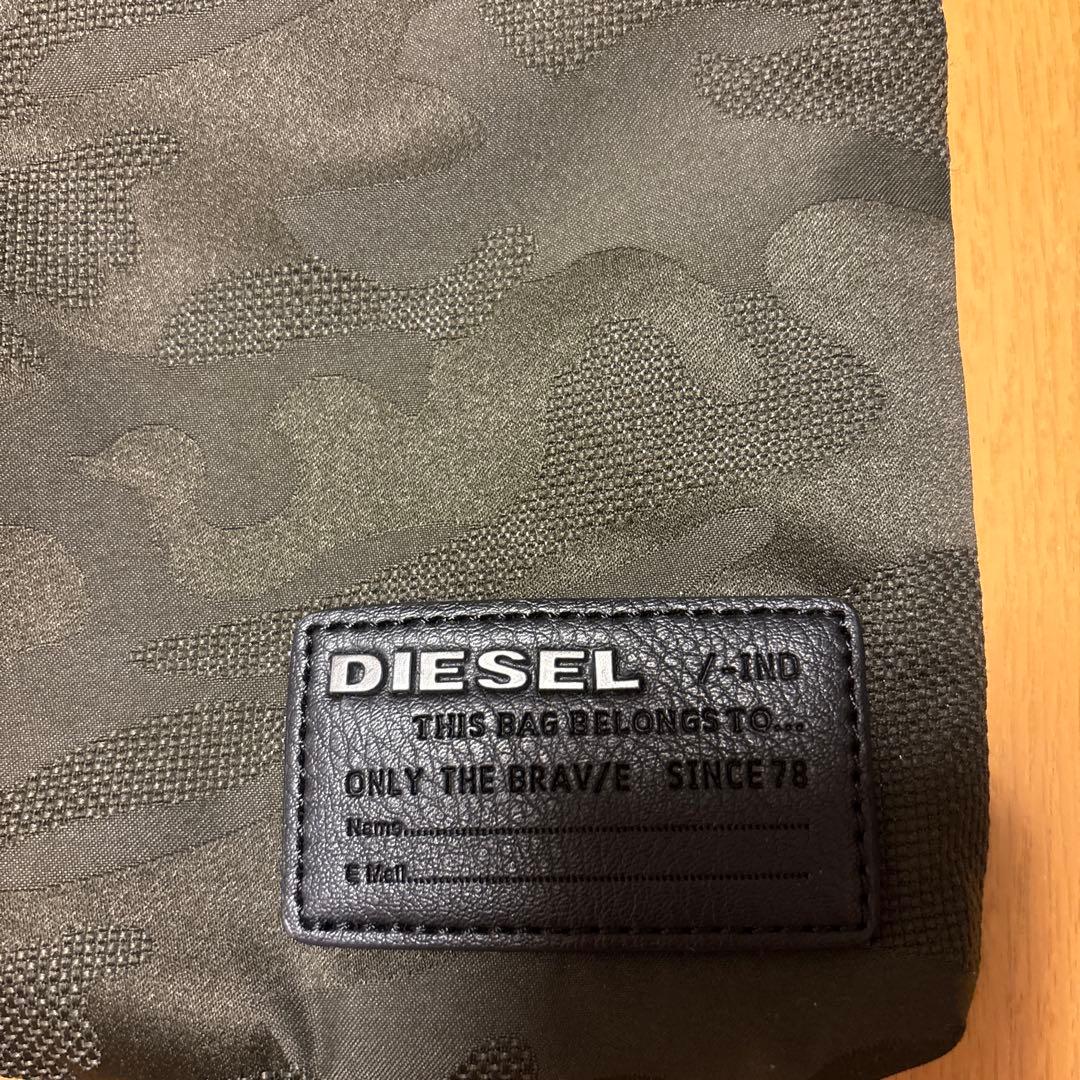 DIESEL /-IND
THIS BAG BELONGS TO...
ONLY THE BRAV/E SINCE 78
Name..............................................................
E Mail..............................................................